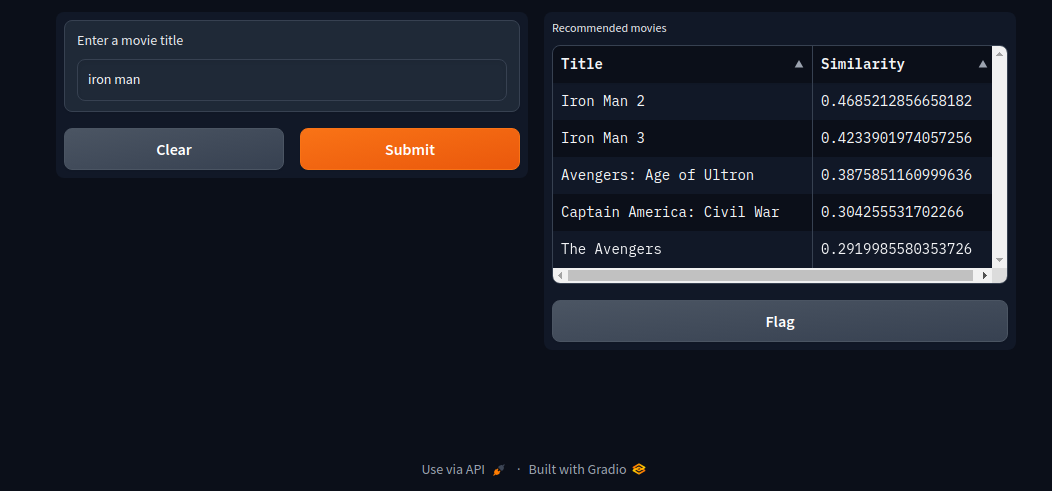 Enter a movie title
iron man
Clear
Submit
Recommended movies
Title Similarity
Iron Man 2 0.4685212856658182
Iron Man 3 0.4233901974057256
Avengers: Age of Ultron 0.3875851160999636
Captain America: Civil War 0.304255531702266
The Avengers 0.2919985580353726
Flag
Use via API · Built with Gradio